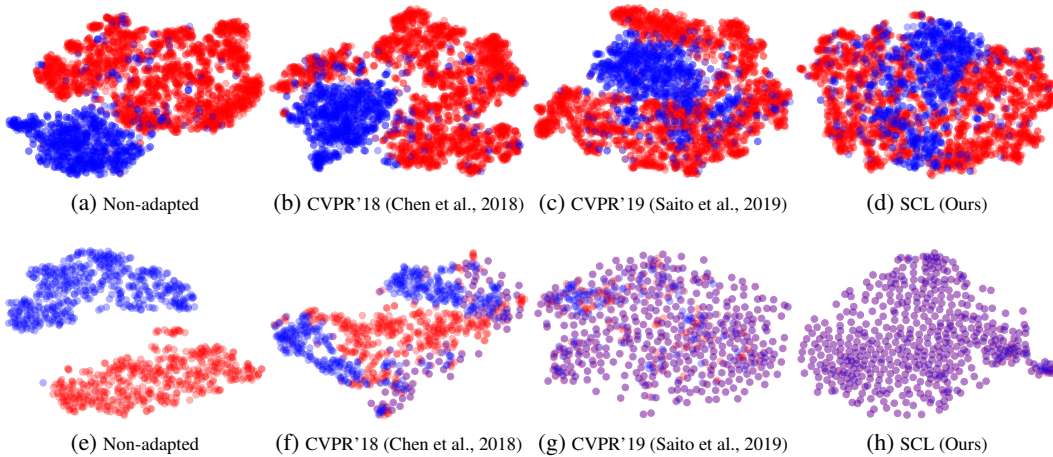 (a) Non-adapted
(b) CVPR'18 (Chen et al., 2018)
(c) CVPR'19 (Saito et al., 2019)
(d) SCL (Ours)
(e) Non-adapted
(f) CVPR'18 (Chen et al., 2018)
(g) CVPR'19 (Saito et al., 2019)
(h) SCL (Ours)